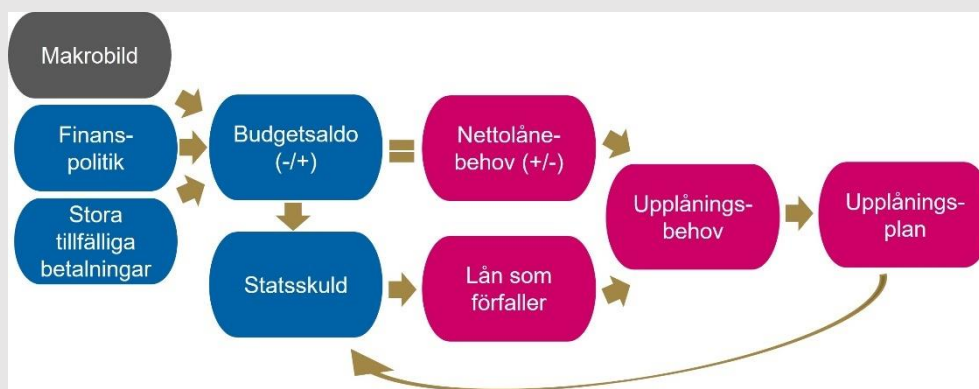 Makrobild
Finans-
politik
Stora
tillfälliga
betalningar
Budgetsaldo
(-/+)
Statsskuld
Nettolåne-
behov (+/-)
Lån som
förfaller
Upplånings-
behov
Upplånings-
plan